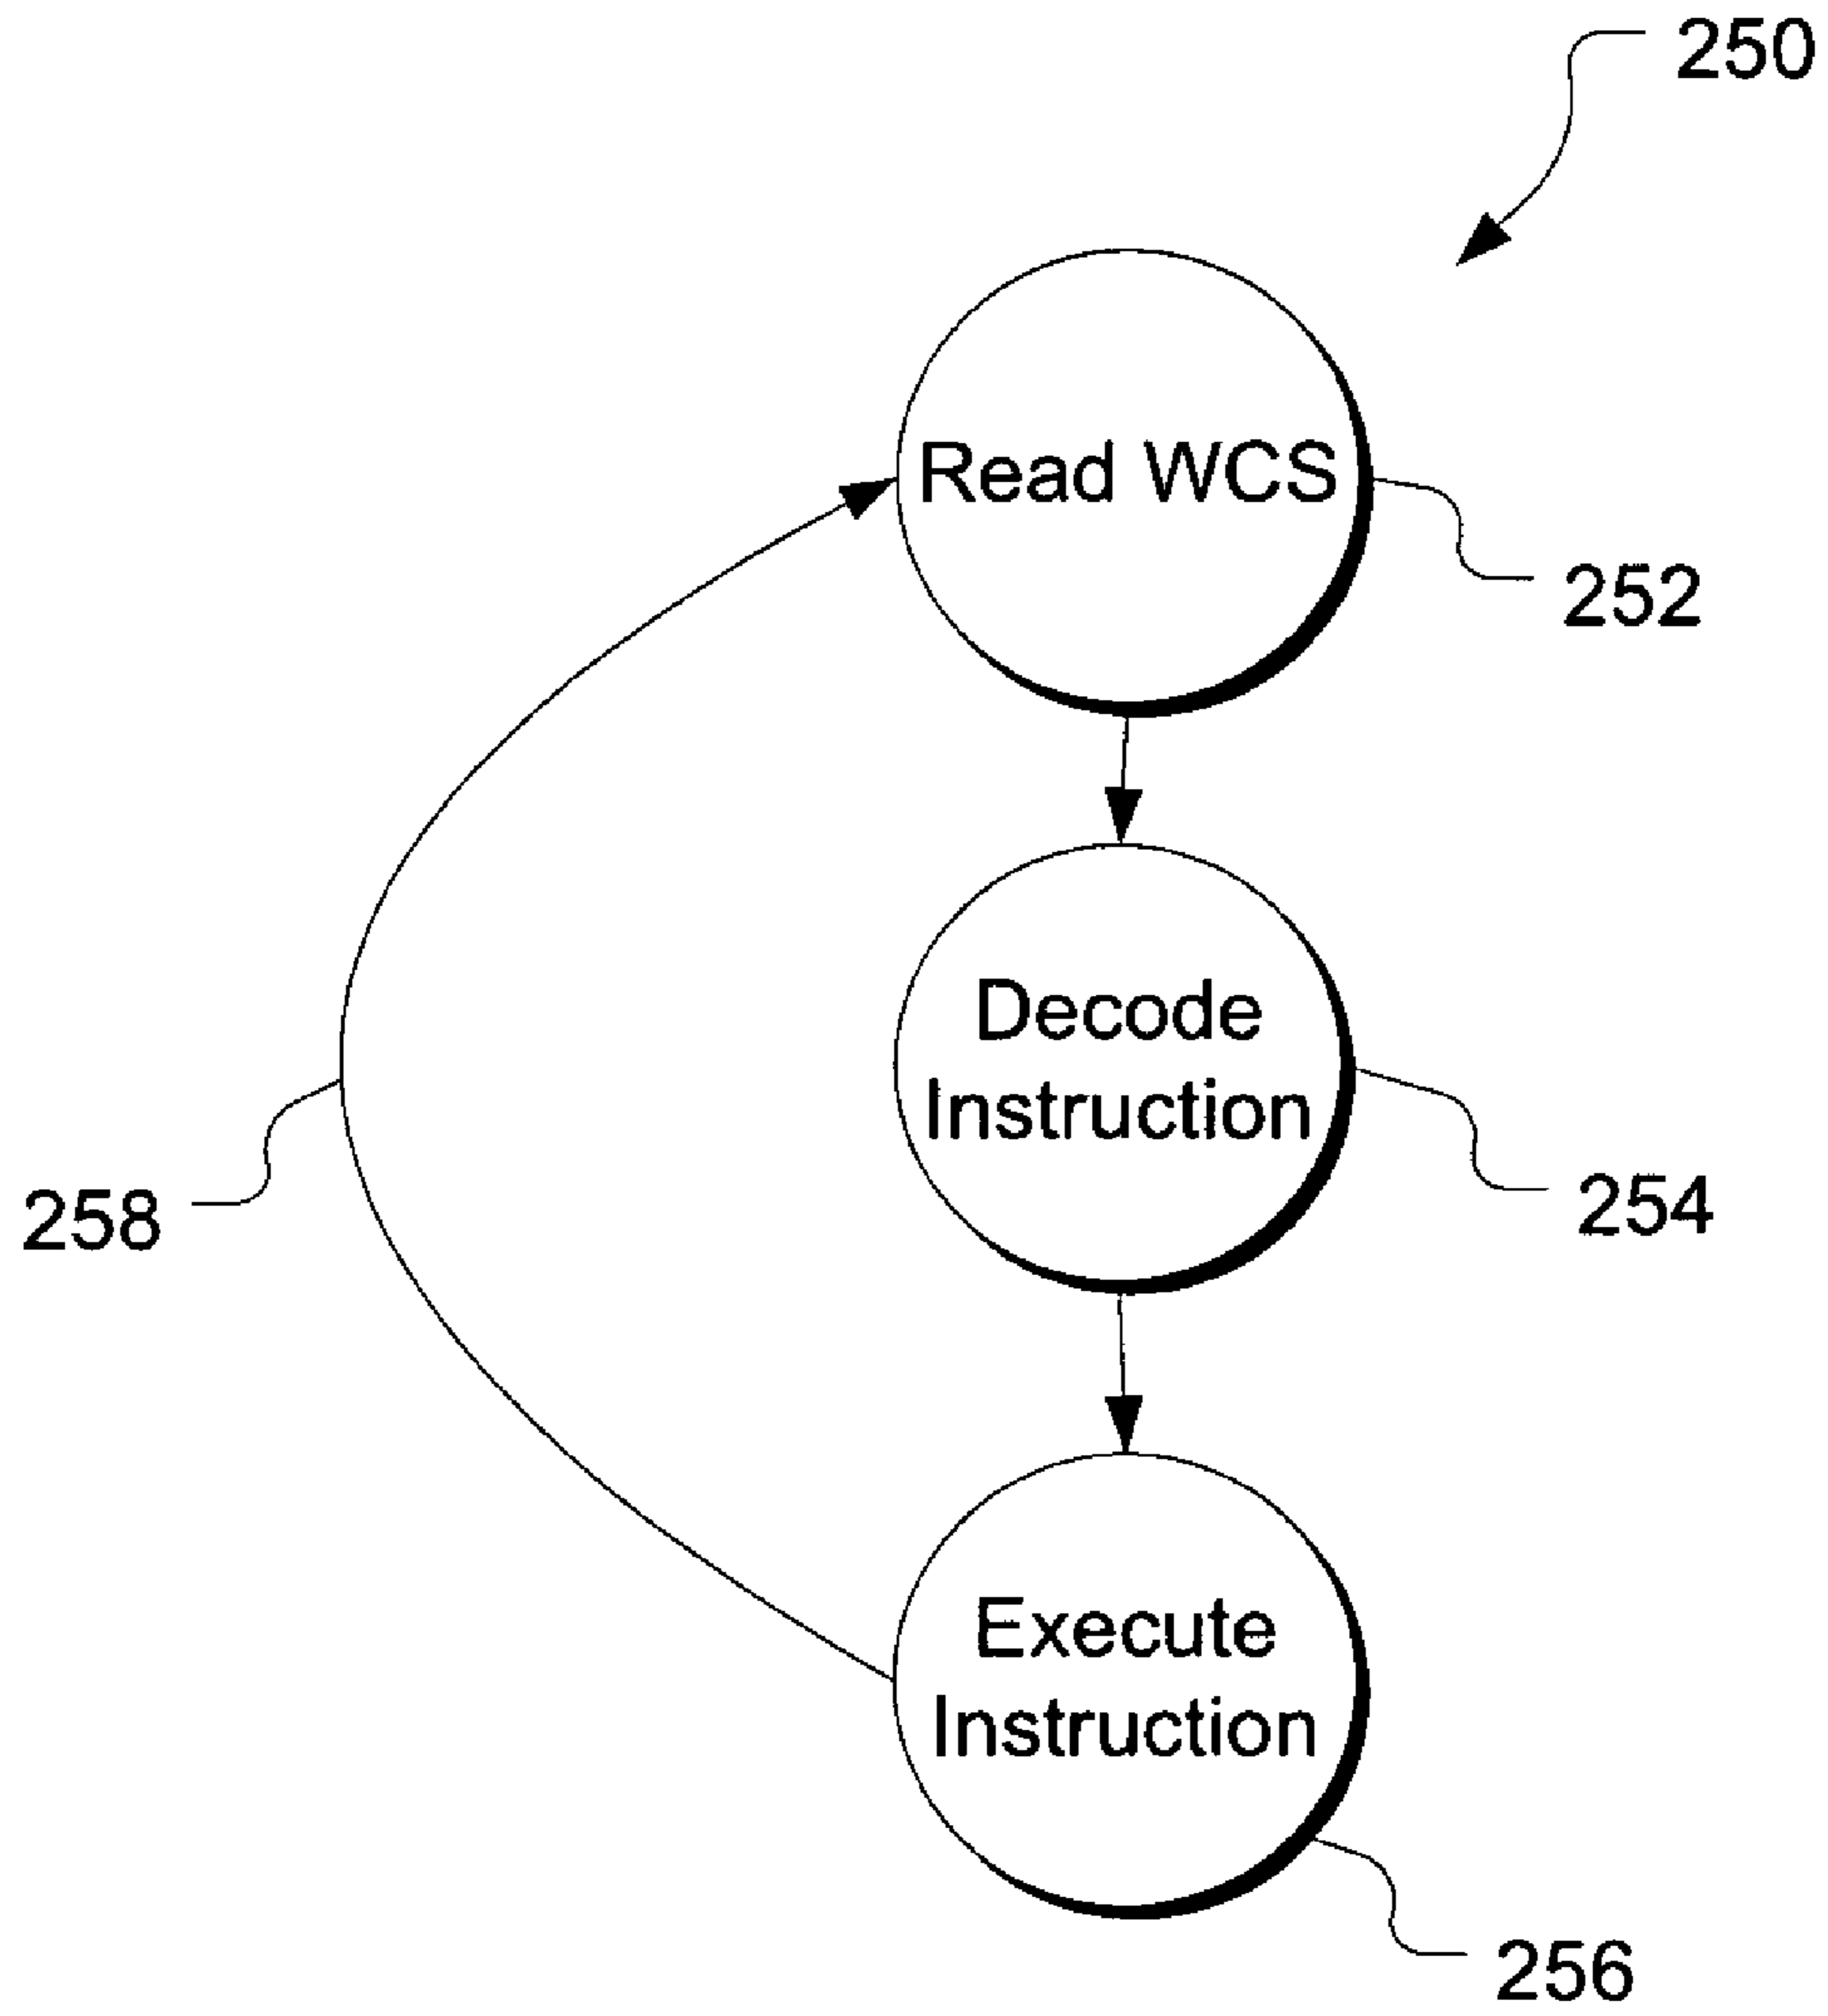 250
Read WCS
252
Decode
Instruction
254
258
Execute
Instruction
256